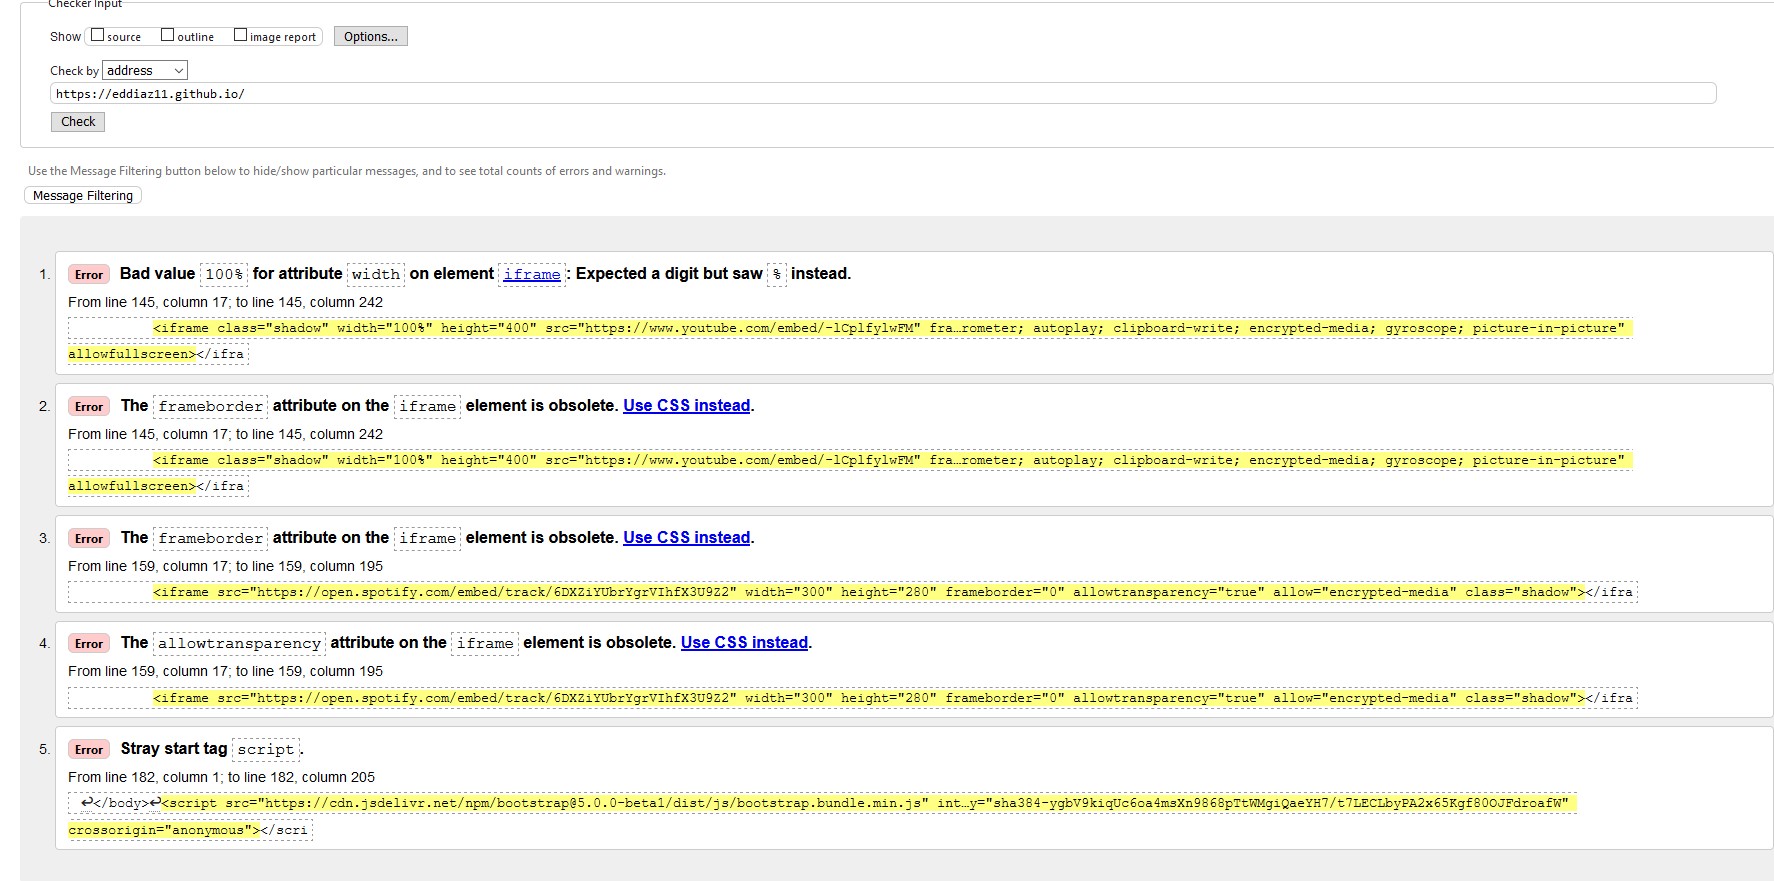 Checker Input
Show source outline image report Options...
Check by address
https://eddiaz11.github.io/
Check
Use the Message Filtering button below to hide/show particular messages, and to see total counts of errors and warnings.
Message Filtering
1. Error Bad value 100% for attribute width on element iframe: Expected a digit but saw % instead.
From line 145, column 17; to line 145, column 242
<iframe class="shadow" width="100%" height="400" src="https://www.youtube.com/embed/-lCplfylwFM" fra…rometer; autoplay; clipboard-write; encrypted-media; gyroscope; picture-in-picture"
allowfullscreen></ifra
2. Error The frameborder attribute on the iframe element is obsolete. Use CSS instead.
From line 145, column 17; to line 145, column 242
<iframe class="shadow" width="100%" height="400" src="https://www.youtube.com/embed/-lCplfylwFM" fra…rometer; autoplay; clipboard-write; encrypted-media; gyroscope; picture-in-picture"
allowfullscreen></ifra
3. Error The frameborder attribute on the iframe element is obsolete. Use CSS instead.
From line 159, column 17; to line 159, column 195
<iframe src="https://open.spotify.com/embed/track/6DXZiYUbrYgrVIhfX3U9Z2" width="300" height="280" frameborder="0" allowtransparency="true" allow="encrypted-media" class="shadow"></ifra
4. Error The allowtransparency attribute on the iframe element is obsolete. Use CSS instead.
From line 159, column 17; to line 159, column 195
<iframe src="https://open.spotify.com/embed/track/6DXZiYUbrYgrVIhfX3U9Z2" width="300" height="280" frameborder="0" allowtransparency="true" allow="encrypted-media" class="shadow"></ifra
5. Error Stray start tag script.
From line 182, column 1; to line 182, column 205
↩</body>↩<script src="https://cdn.jsdelivr.net/npm/bootstrap@5.0.0-beta1/dist/js/bootstrap.bundle.min.js" int…y="sha384-ygbV9kiqUc6oa4msXn9868pTtWMgiQaeYH7/t7LECLbyPA2x65Kgf80OJFdroafW"
crossorigin="anonymous"></scri